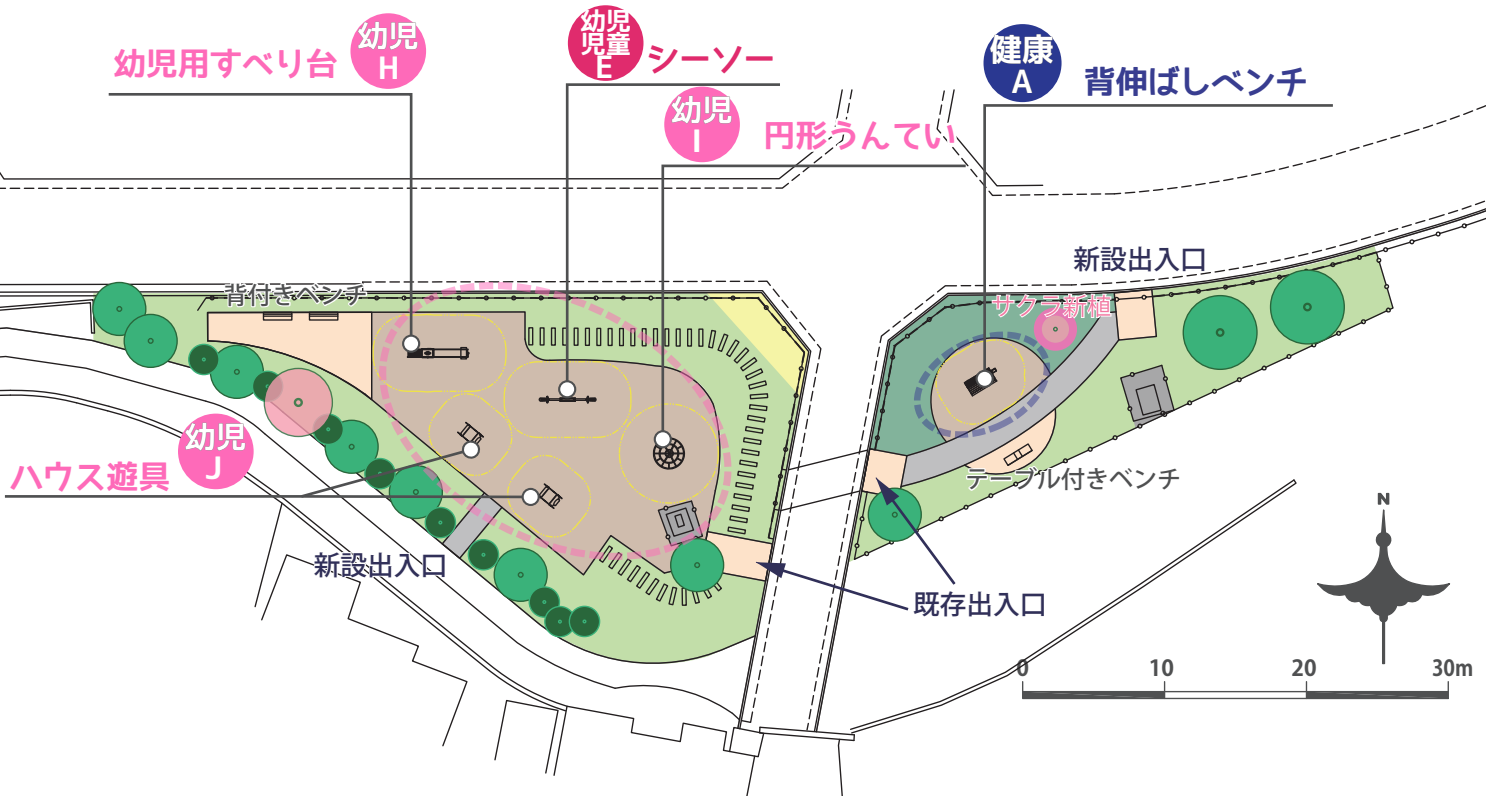 幼児用すべり台
幼児
H
幼児
児童
E
シーソー
幼児
I
円形うんてい
健康
A
背伸ばしベンチ
新設出入口
背付きベンチ
サクラ新植
幼児
J
ハウス遊具
テーブル付きベンチ
新設出入口
既存出入口
N
0
10
20
30m